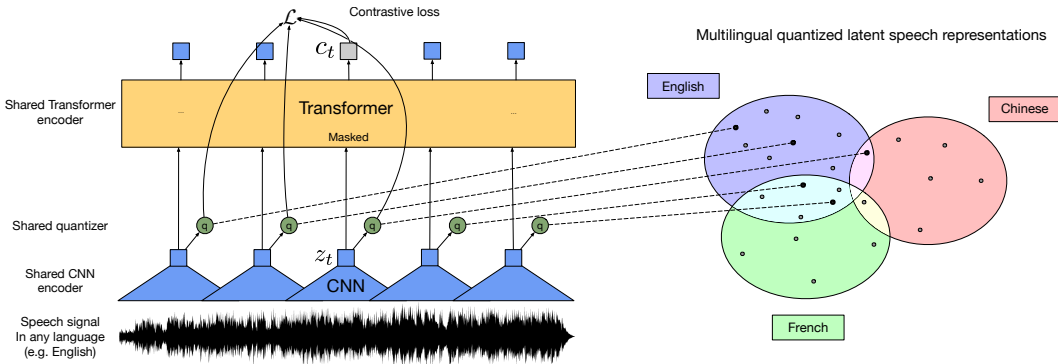 ℒ
Contrastive loss
c_t
Multilingual quantized latent speech representations
Shared Transformer
encoder
...
Transformer
...
Masked
English
Chinese
Shared quantizer
q
q
q
q
q
z_t
Shared CNN
encoder
CNN
Speech signal
In any language
(e.g. English)
French